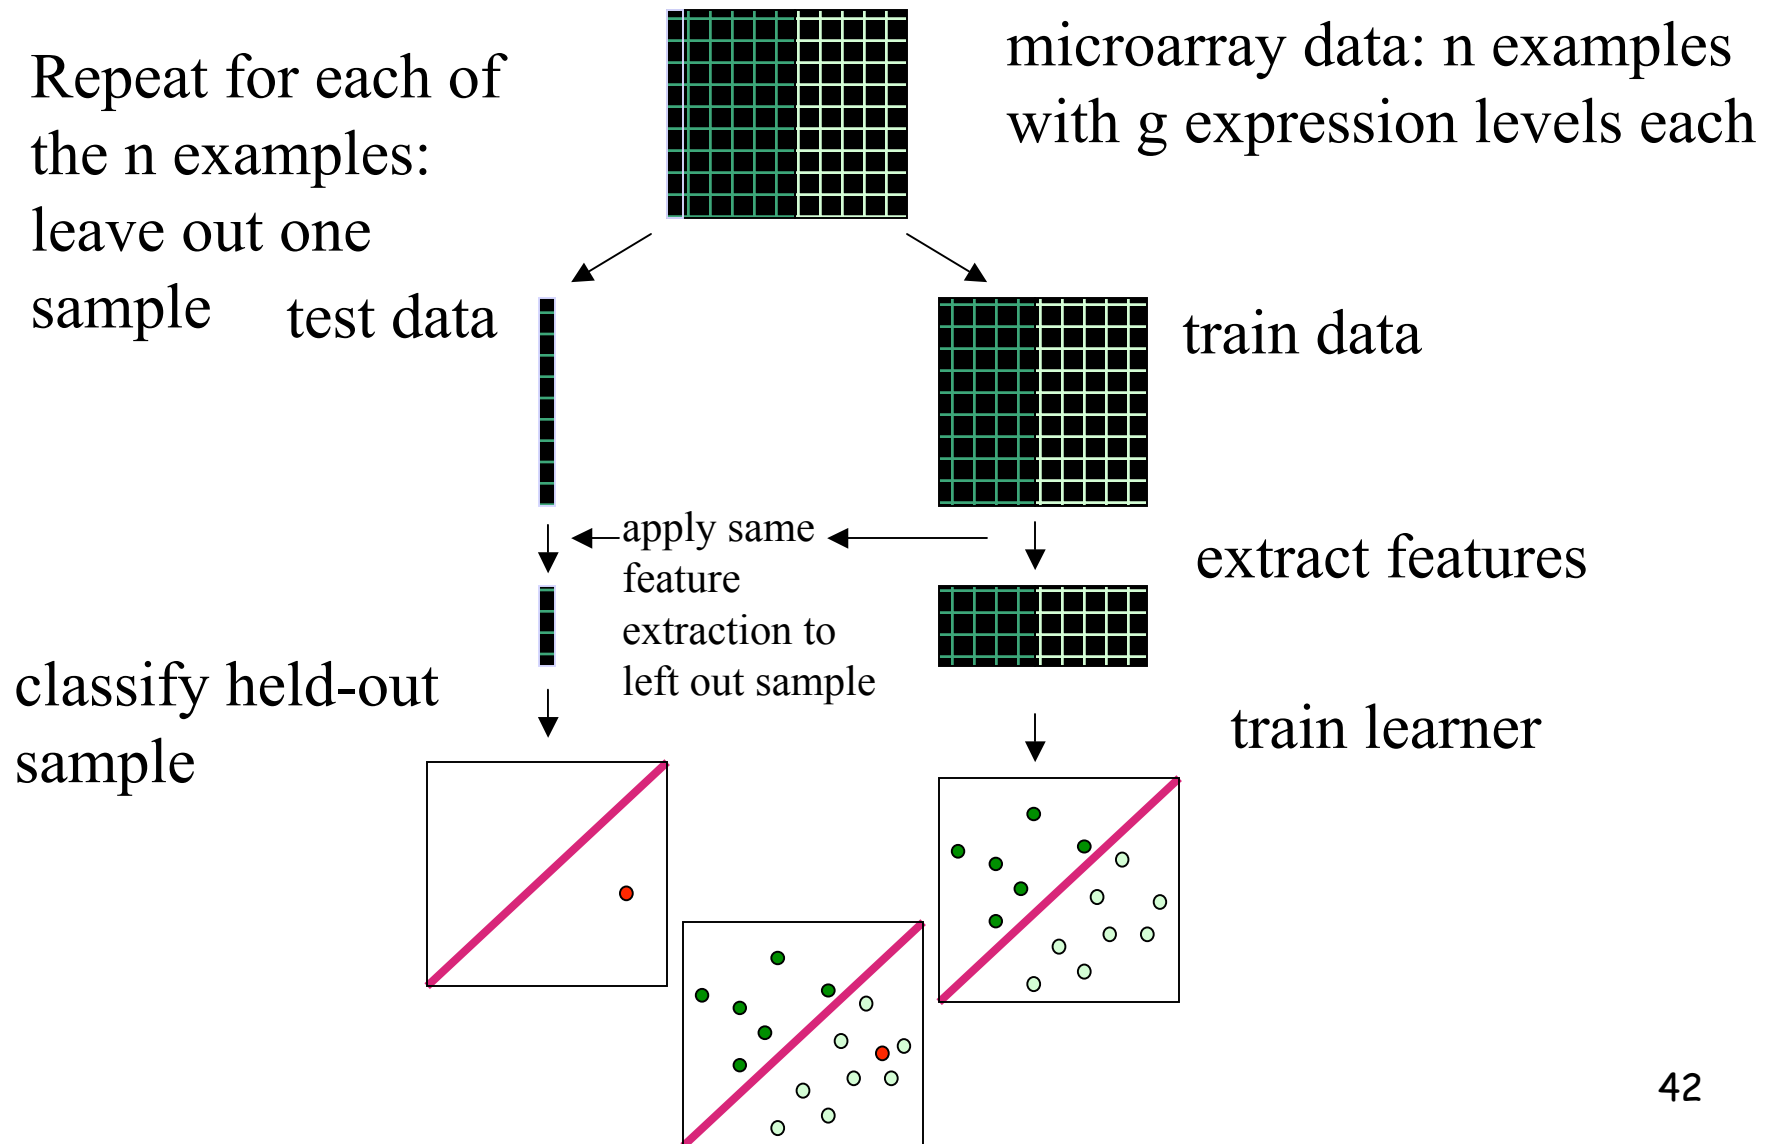 Repeat for each of
the n examples:
leave out one
sample
microarray data: n examples
with g expression levels each
test data
train data
apply same
feature
extraction to
left out sample
extract features
classify held-out
sample
train learner
42